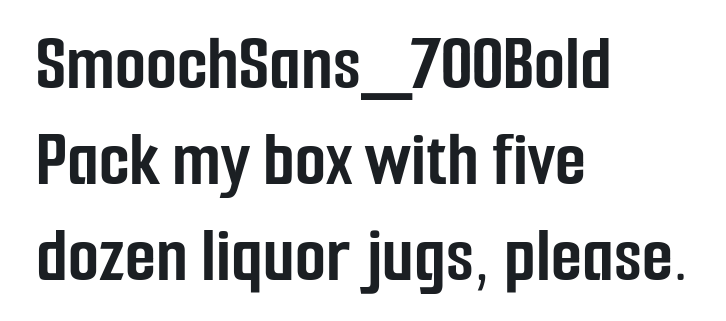 SmoochSans_700Bold
Pack my box with five
dozen liquor jugs, please.